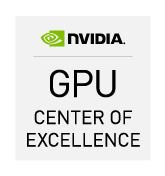 NVIDIA.
GPU
CENTER OF
EXCELLENCE